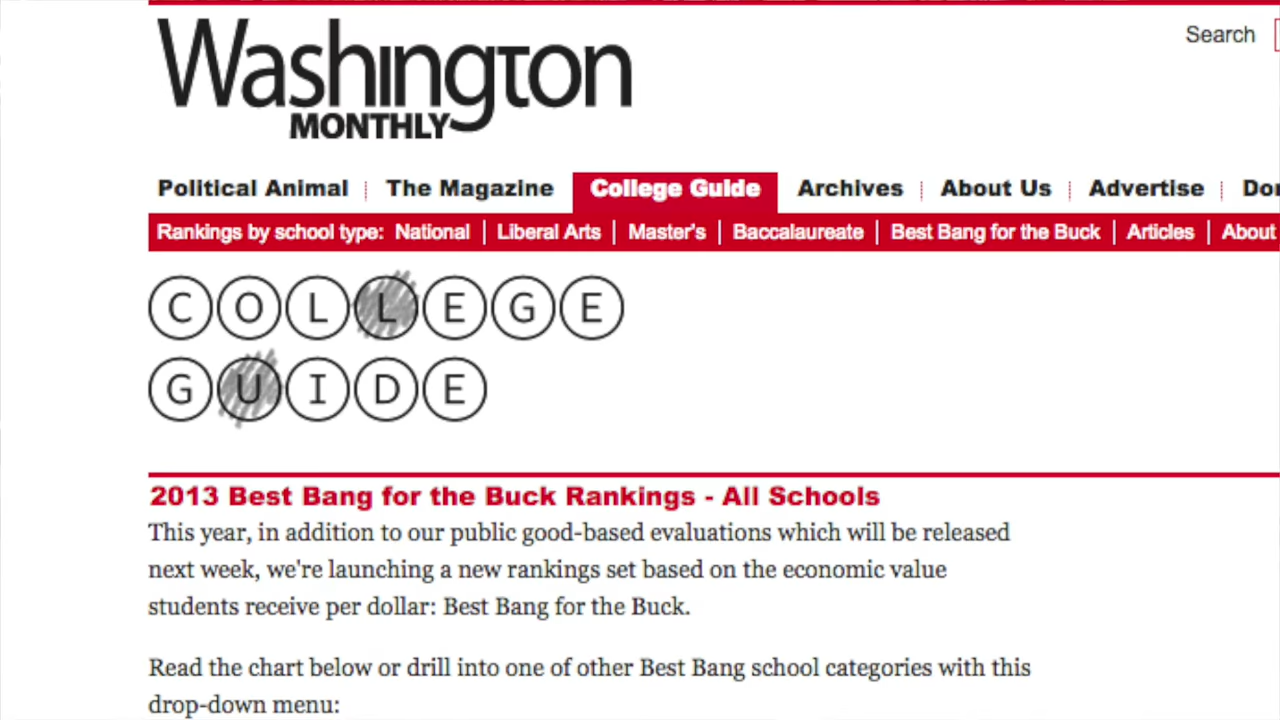 Search
Washington
MONTHLY
Political Animal The Magazine College Guide Archives About Us Advertise
Rankings by school type: National Liberal Arts Master's Baccalaureate Best Bang for the Buck Articles About
COLLEGE
GUIDE
2013 Best Bang for the Buck Rankings - All Schools
This year, in addition to our public good-based evaluations which will be released
next week, we're launching a new rankings set based on the economic value
students receive per dollar: Best Bang for the Buck.
Read the chart below or drill into one of other Best Bang school categories with this
drop-down menu: